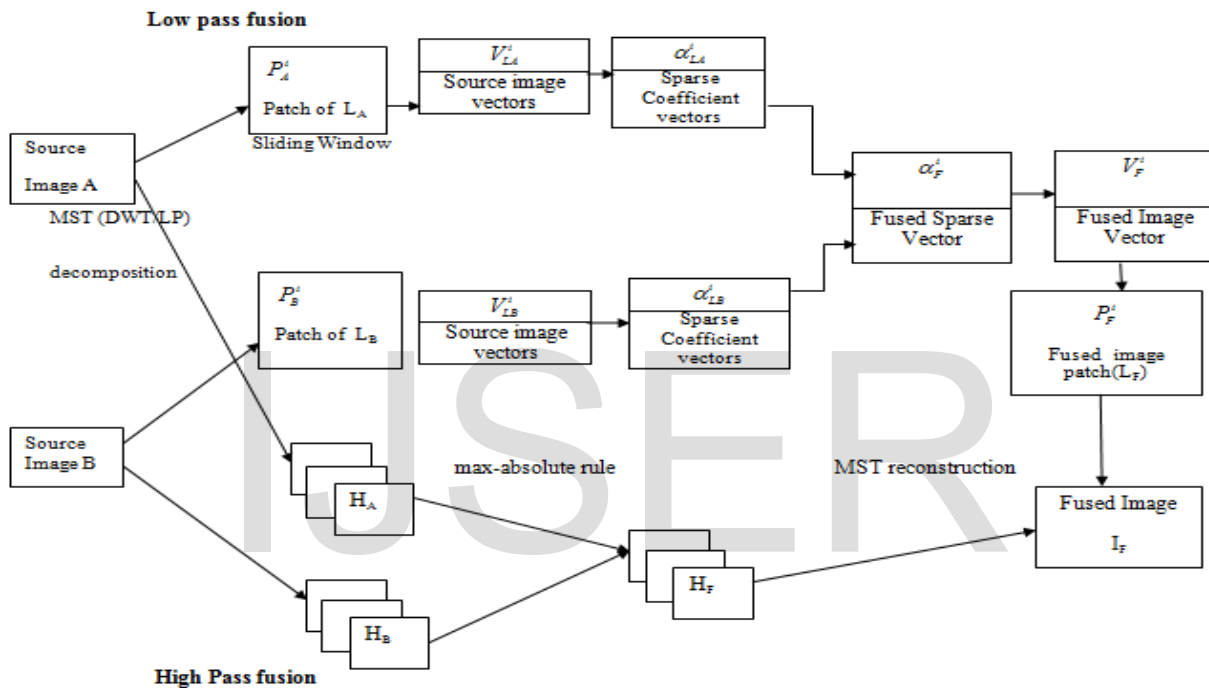 Low pass fusion
P_A^i
Patch of L_A
Sliding Window
V_LA^i
Source image
vectors
α_LA^i
Sparse
Coefficient
vectors
Source
Image A
MST (DWT/LP)
decomposition
α_F^i
Fused Sparse
Vector
V_F^i
Fused Image
Vector
P_B^i
Patch of L_B
V_LB^i
Source image
vectors
α_LB^i
Sparse
Coefficient
vectors
P_F^i
Fused image
patch(L_F)
Source
Image B
H_A
max-absolute rule
MST reconstruction
Fused Image
I_F
H_F
H_B
High Pass fusion
IJSER